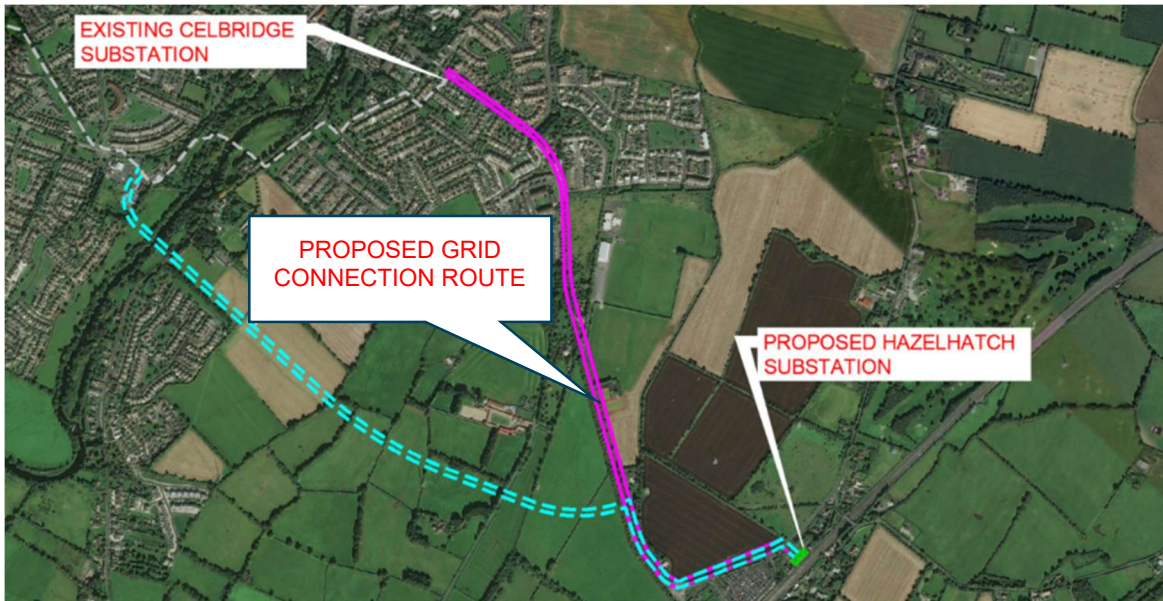 EXISTING CELBRIDGE
SUBSTATION
PROPOSED GRID
CONNECTION ROUTE
PROPOSED HAZELHATCH
SUBSTATION